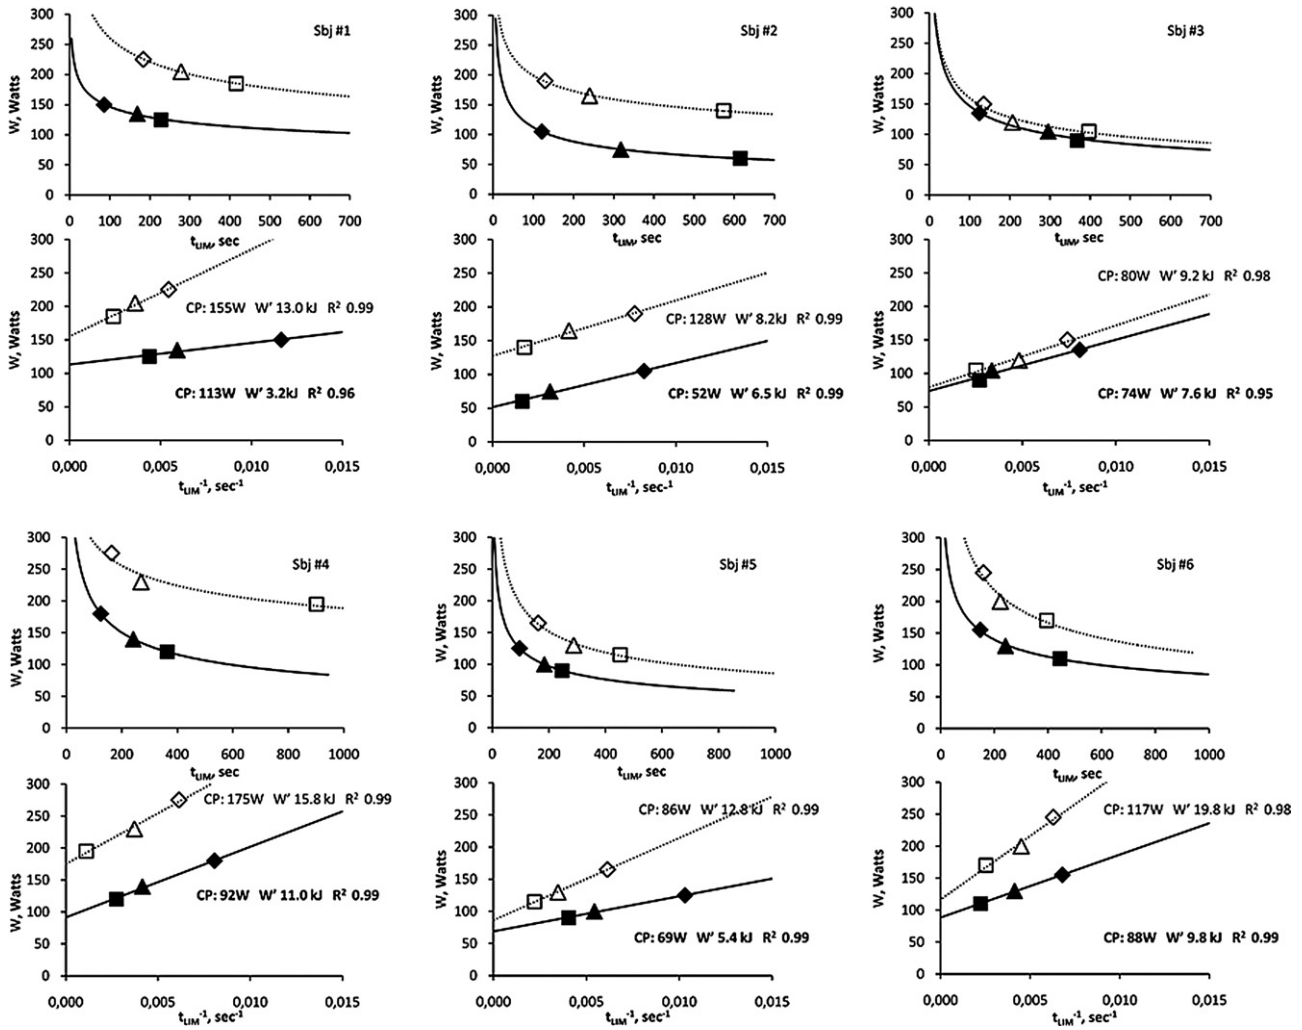 Sbj #1
W, Watts
300
250
200
150
100
50
0
0 100 200 300 400 500 600 700
tLIM, sec
Sbj #2
W, Watts
300
250
200
150
100
50
0
0 100 200 300 400 500 600 700
tLIM, sec
Sbj #3
W, Watts
300
250
200
150
100
50
0
0 100 200 300 400 500 600 700
tLIM, sec
W, Watts
300
250
200
150
100
50
0
CP: 155W W′ 13.0 kJ R² 0.99
CP: 113W W′ 3.2kJ R² 0.96
0,000 0,005 0,010 0,015
tLIM⁻¹, sec⁻¹
W, Watts
300
250
200
150
100
50
0
CP: 128W W′ 8.2kJ R² 0.99
CP: 52W W′ 6.5 kJ R² 0.99
0,000 0,005 0,010 0,015
tLIM⁻¹, sec-¹
W, Watts
300
250
200
150
100
50
0
CP: 80W W′ 9.2 kJ R² 0.98
CP: 74W W′ 7.6 kJ R² 0.95
0,000 0,005 0,010 0,015
tLIM⁻¹, sec⁻¹
Sbj #4
W, Watts
300
250
200
150
100
50
0
0 200 400 600 800 1000
tLIM, sec
Sbj #5
W, Watts
300
250
200
150
100
50
0
0 200 400 600 800 1000
tLIM, sec
Sbj #6
W, Watts
300
250
200
150
100
50
0
0 200 400 600 800 1000
tLIM, sec
W, Watts
300
250
200
150
100
50
0
CP: 175W W′ 15.8 kJ R² 0.99
CP: 92W W′ 11.0 kJ R² 0.99
0,000 0,005 0,010 0,015
tLIM⁻¹, sec⁻¹
W, Watts
300
250
200
150
100
50
0
CP: 86W W′ 12.8 kJ R² 0.99
CP: 69W W′ 5.4 kJ R² 0.99
0,000 0,005 0,010 0,015
tLIM⁻¹, sec⁻¹
W, Watts
300
250
200
150
100
50
0
CP: 117W W′ 19.8 kJ R² 0.98
CP: 88W W′ 9.8 kJ R² 0.99
0,000 0,005 0,010 0,015
tLIM⁻¹, sec⁻¹